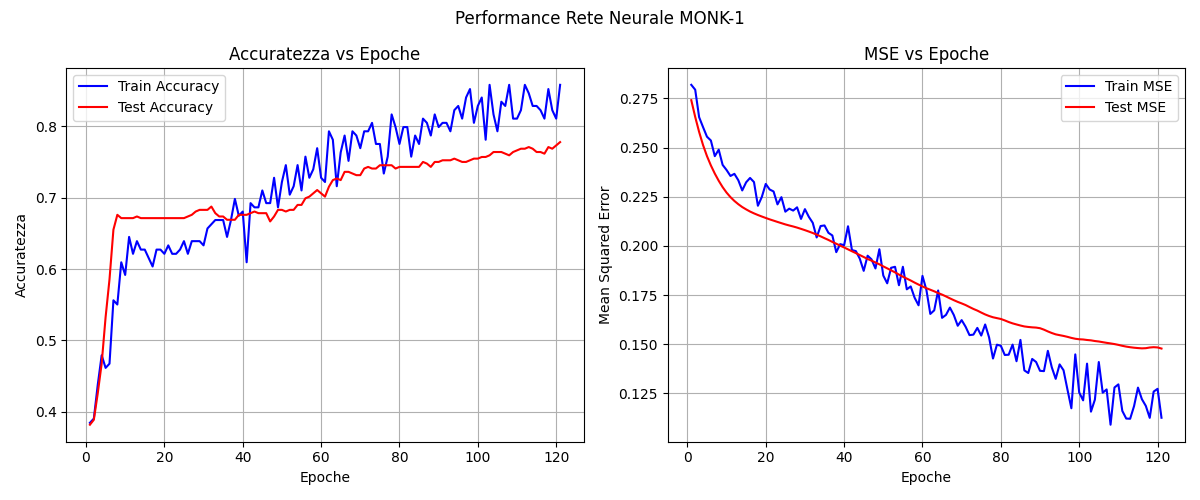 Performance Rete Neurale MONK-1
Accuratezza vs Epoche
Train Accuracy
Test Accuracy
0.8
0.7
0.6
0.5
0.4
Accuratezza
0 20 40 60 80 100 120
Epoche
MSE vs Epoche
Train MSE
Test MSE
0.275
0.250
0.225
0.200
0.175
0.150
0.125
Mean Squared Error
0 20 40 60 80 100 120
Epoche